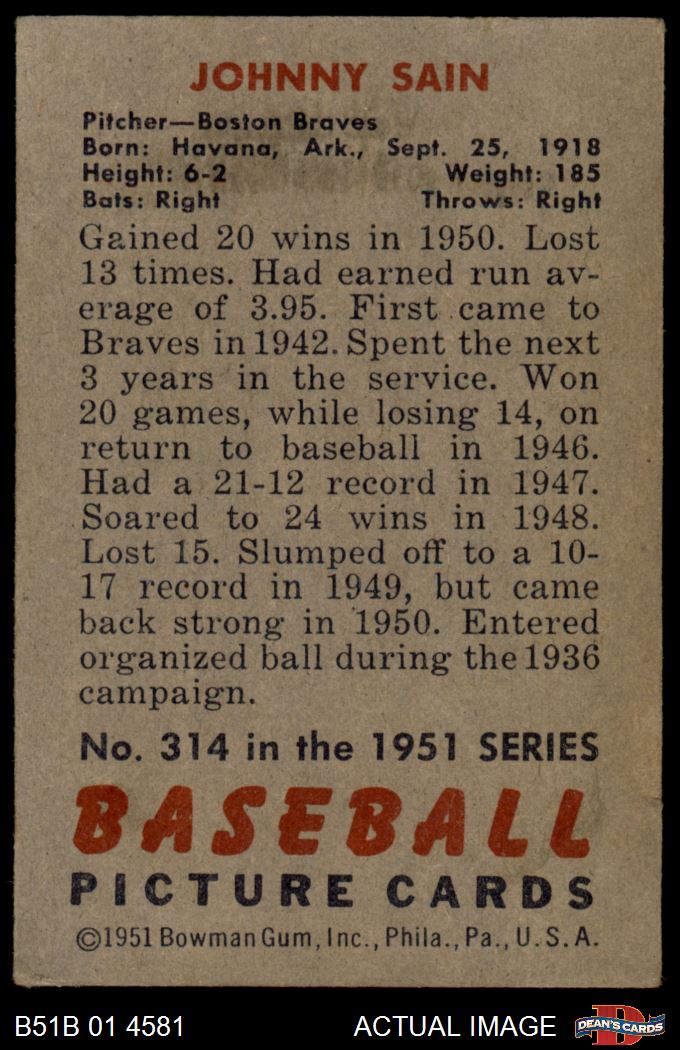 JOHNNY SAIN
Pitcher—Boston Braves
Born: Havana, Ark., Sept. 25, 1918
Height: 6-2 Weight: 185
Bats: Right Throws: Right
Gained 20 wins in 1950. Lost
13 times. Had earned run av-
erage of 3.95. First came to
Braves in 1942. Spent the next
3 years in the service. Won
20 games, while losing 14, on
return to baseball in 1946.
Had a 21-12 record in 1947.
Soared to 24 wins in 1948.
Lost 15. Slumped off to a 10-
17 record in 1949, but came
back strong in 1950. Entered
organized ball during the 1936
campaign.
No. 314 in the 1951 SERIES
BASEBALL
PICTURE CARDS
©1951 Bowman Gum, Inc., Phila., Pa., U.S.A.
B51B 01 4581 ACTUAL IMAGE D DEAN'S CARDS